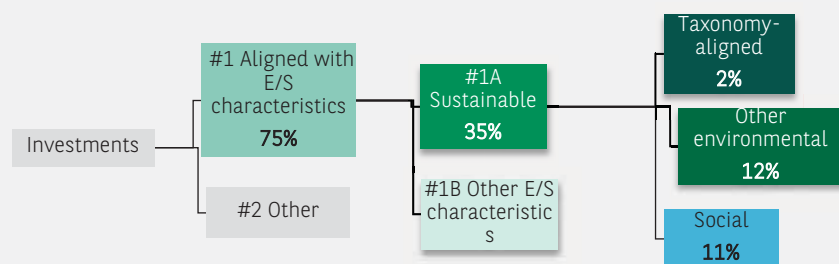 Investments
#1 Aligned with
E/S
characteristics
75%
#2 Other
#1A
Sustainable
35%
#1B Other E/S
characteristic
s
Taxonomy-
aligned
2%
Other
environmental
12%
Social
11%